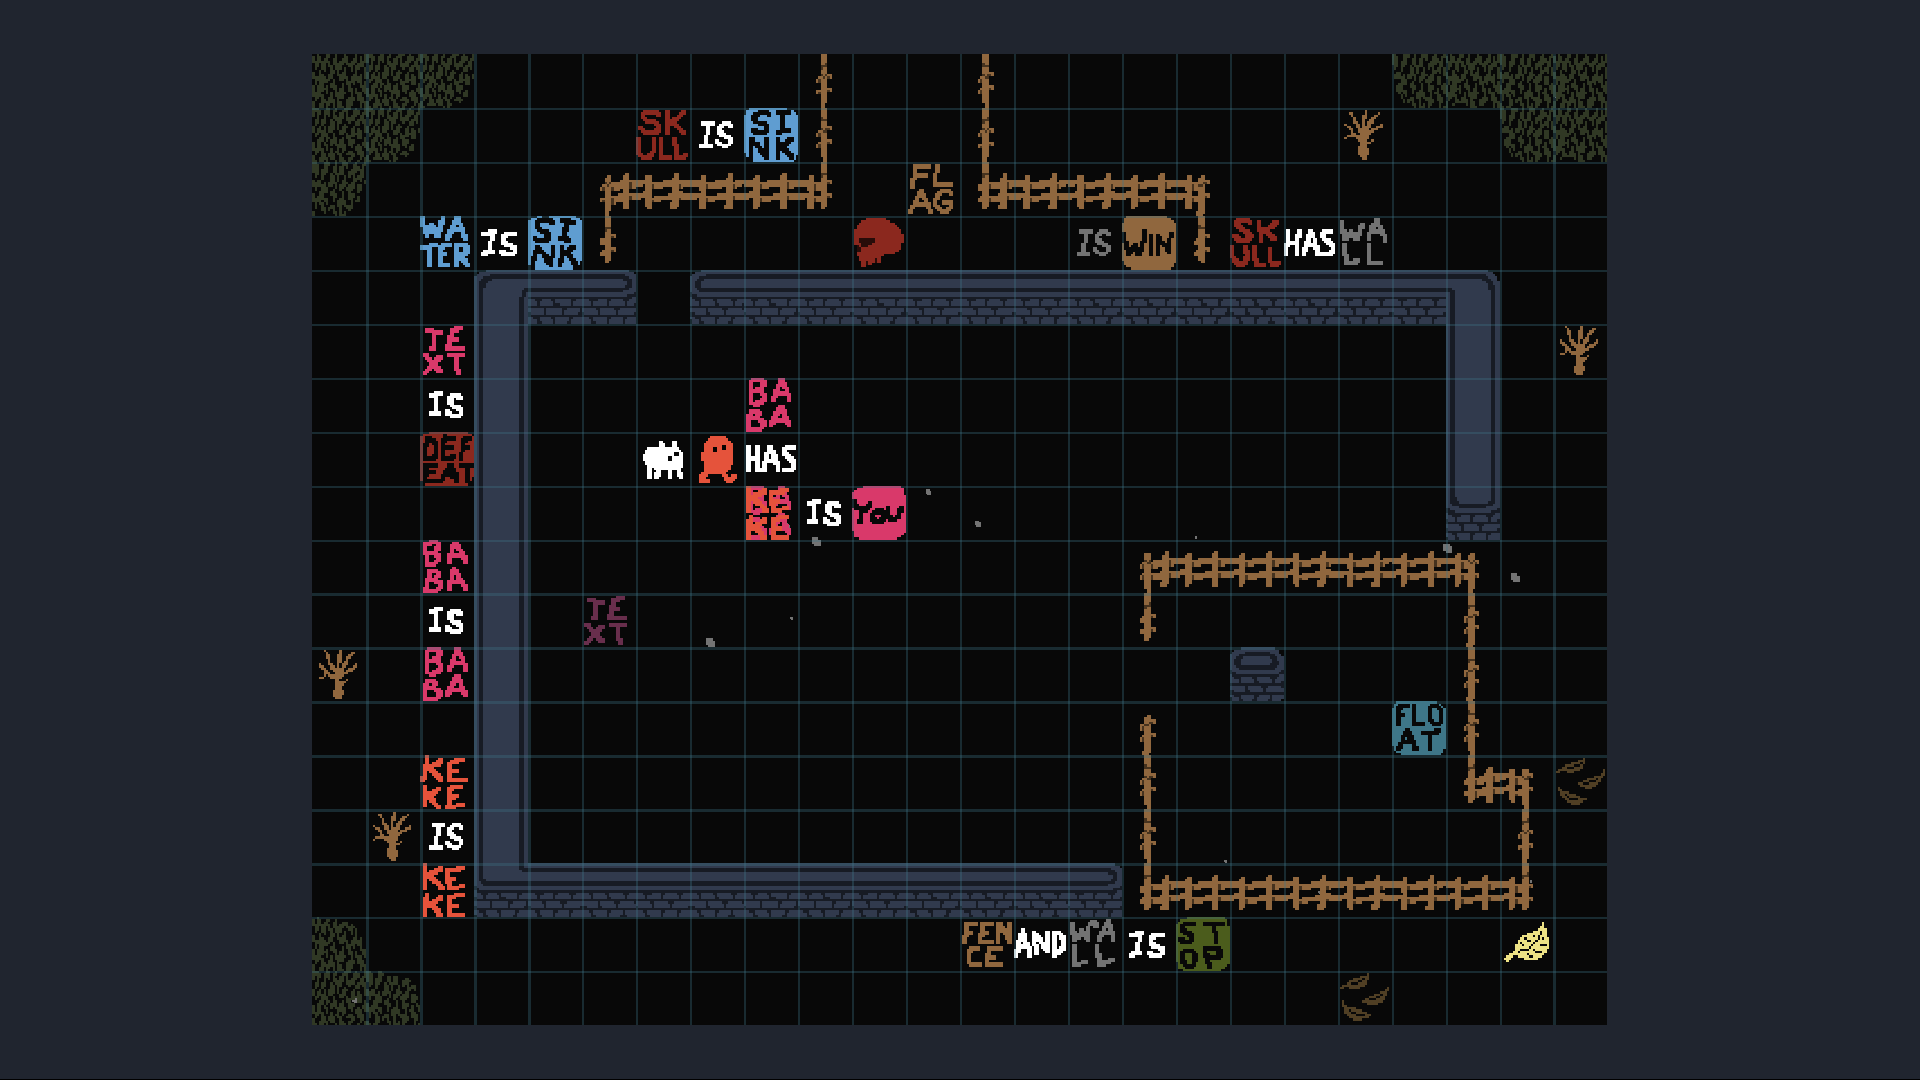 SKULL IS SINK
FLAG
WATER IS SINK
IS WIN
SKULL HAS WALL
TEXT
IS
DEFEAT
BABA
HAS
KEKE IS YOU
BABA
IS
BABA
TEXT
FLOAT
KEKE
IS
KEKE
FENCE AND WALL IS STOP